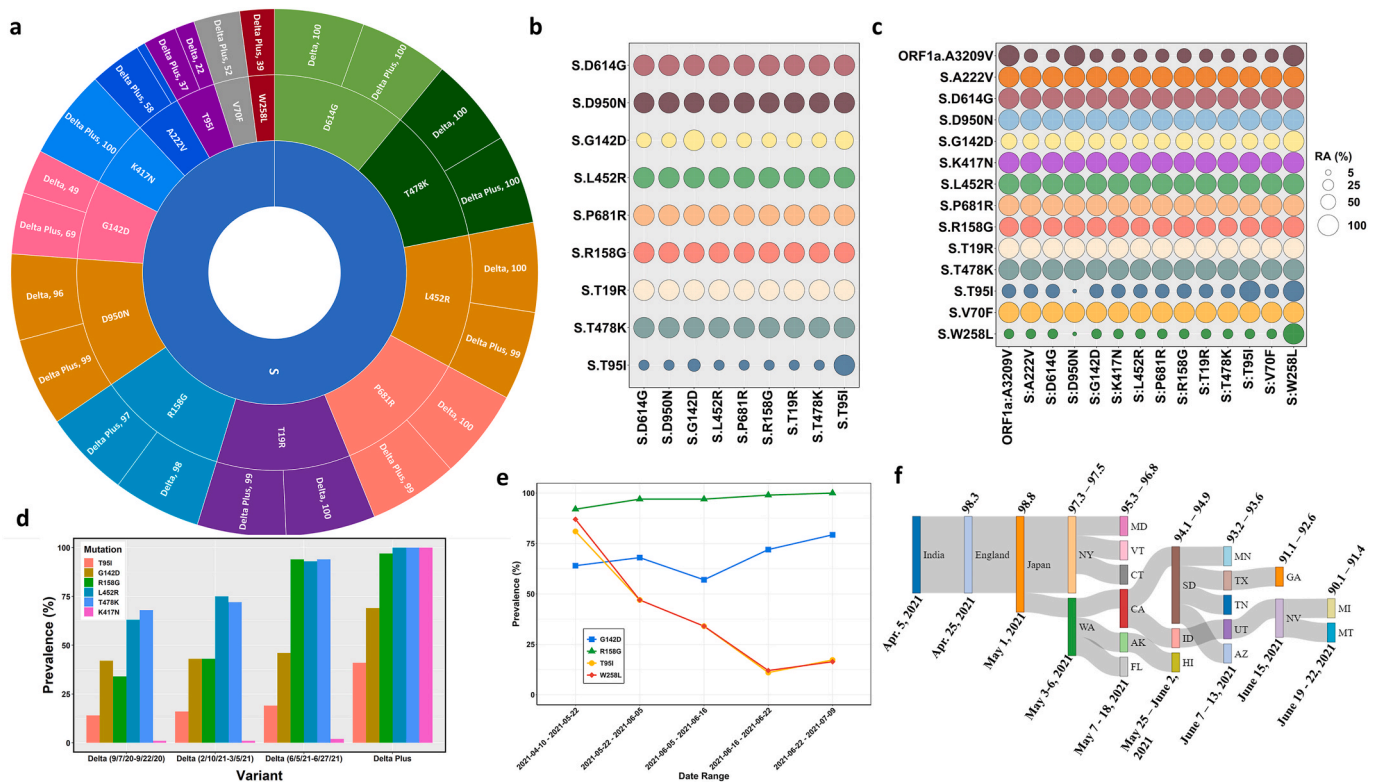 a
S
D614G
Delta, 100
Delta Plus, 100
T478K
Delta, 100
Delta Plus, 100
L452R
Delta, 100
Delta Plus, 99
P681R
Delta, 100
Delta Plus, 99
T19R
Delta, 100
Delta Plus, 99
R158G
Delta, 98
Delta Plus, 97
D950N
Delta Plus, 99
Delta, 96
G142D
Delta Plus, 69
Delta, 49
K417N
Delta Plus, 100
A222V
Delta Plus, 58
T95I
Delta Plus, 37
Delta, 22
V70F
Delta Plus, 52
W258L
Delta Plus, 39
b
S.D614G
S.D950N
S.G142D
S.L452R
S.P681R
S.R158G
S.T19R
S.T478K
S.T95I
S.D614G
S.D950N
S.G142D
S.L452R
S.P681R
S.R158G
S.T19R
S.T478K
S.T95I
c
ORF1a.A3209V
S.A222V
S.D614G
S.D950N
S.G142D
S.K417N
S.L452R
S.P681R
S.R158G
S.T19R
S.T478K
S.T95I
S.V70F
S.W258L
ORF1a:A3209V
S:A222V
S:D614G
S:D950N
S:G142D
S:K417N
S:L452R
S:P681R
S:R158G
S:T19R
S:T478K
S:T95I
S:V70F
S:W258L
RA (%)
5
25
50
100
d
Prevalence (%)
100
75
50
25
0
Mutation
T95I
G142D
R158G
L452R
T478K
K417N
Delta (9/7/20-9/22/20)
Delta (2/10/21-3/5/21)
Delta (6/5/21-6/27/21)
Delta Plus
Variant
e
Prevalence (%)
100
75
50
25
0
G142D
R158G
T95I
W258L
2021-04-10 - 2021-05-22
2021-05-22 - 2021-06-05
2021-06-05 - 2021-06-16
2021-06-16 - 2021-06-22
2021-06-22 - 2021-07-09
Date Range
f
98.3
98.8
97.3 – 97.5
95.3 – 96.8
94.1 – 94.9
93.2 – 93.6
91.1 – 92.6
90.1 – 91.4
India
England
Japan
NY
WA
MD
VT
CT
CA
AK
FL
SD
ID
HI
MN
TX
TN
UT
AZ
GA
NV
MI
MT
Apr. 5, 2021
Apr. 25, 2021
May 1, 2021
May 3-6, 2021
May 7 - 18, 2021
May 25 – June 2,
2021
June 7 – 13, 2021
June 15, 2021
June 19 - 22, 2021